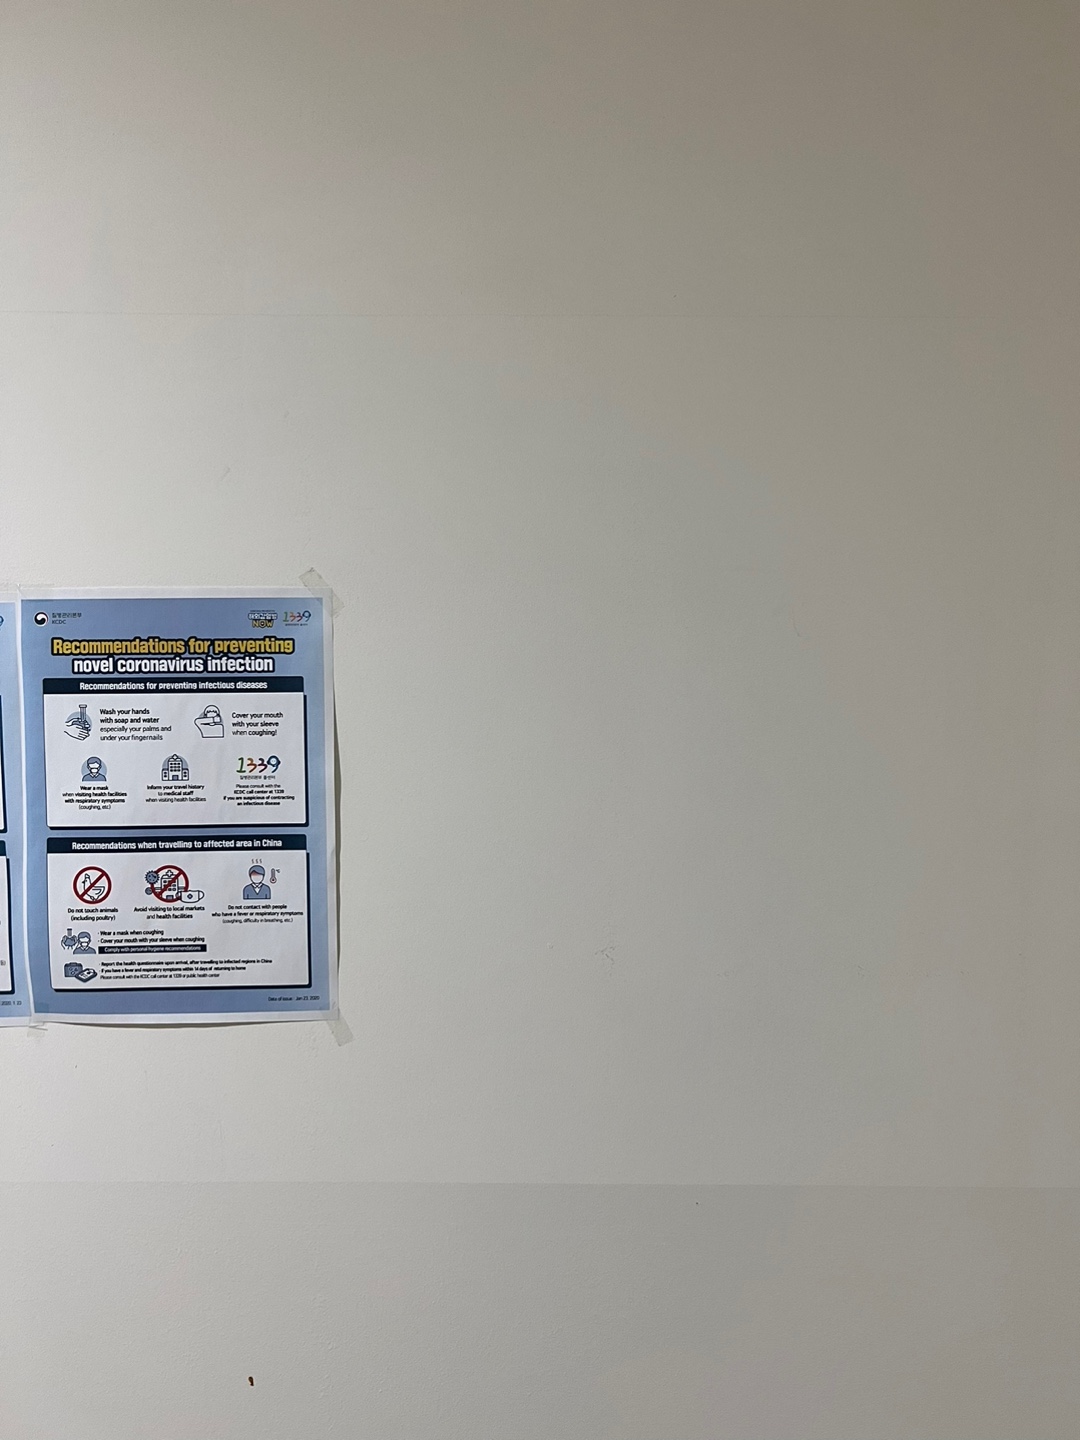 질병관리본부
KCDC
NOW
1339
Recommendations for preventing
novel coronavirus infection
Recommendations for preventing infectious diseases
Wash your hands
with soap and water
especially your palms and
under your fingernails
Cover your mouth
with your sleeve
when coughing!
Wear a mask
when visiting health facilities
with respiratory symptoms
(coughing, etc)
Inform your travel history
to medical staff
when visiting health facilities
1339
질병관리본부 콜센터
Please consult with the
KCDC call center at 1339
if you are suspicious of contracting
an infectious disease
Recommendations when travelling to affected area in China
Do not touch animals
(including poultry)
Avoid visiting to local markets
and health facilities
Do not contact with people
who have a fever or respiratory symptoms
(coughing, difficulty in breathing, etc.)
· Wear a mask when coughing
· Cover your mouth with your sleeve when coughing
Comply with personal hygiene recommendations
· Report the health questionnaire upon arrival, after travelling to infected regions in China
· If you have a fever and respiratory symptoms within 14 days of returning to home
Please consult with the KCDC call center at 1339 or public health center
Date of issue : Jan 23. 2020